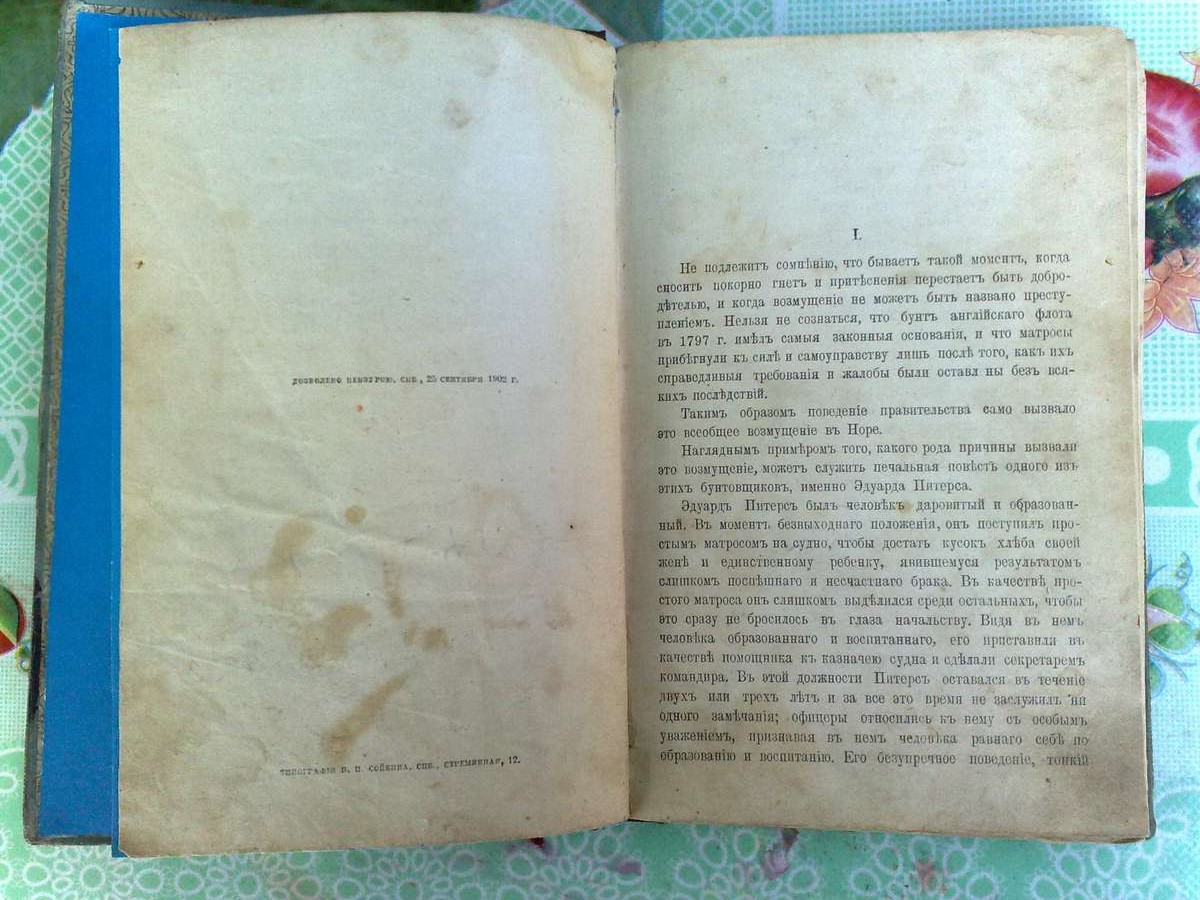 Дозволено цензурою. Спб., 25 сентября 1902 г.
Типографія П. П. Сойкина, Спб., Стремянная, 12.
I.
Не подлежитъ сомнѣнію, что бываетъ такой моментъ, когда
сносить покорно гнетъ и притѣсненія перестаетъ быть добро-
дѣтелью, и когда возмущеніе не можетъ быть названо престу-
пленіемъ. Нельзя не сознаться, что бунтъ англійскаго флота
въ 1797 г. имѣлъ самыя законныя основанія, и что матросы
прибѣгнули къ силѣ и самоуправству лишь послѣ того, какъ ихъ
справедливыя требованія и жалобы были оставл ны безъ вся-
кихъ послѣдствій.
Такимъ образомъ поведеніе правительства само вызвало
это всеобщее возмущеніе въ Норе.
Нагляднымъ примѣромъ того, какого рода причины вызвали
это возмущеніе, можетъ служить печальная повѣсть одного изъ
этихъ бунтовщиковъ, именно Эдуарда Питерса.
Эдуардъ Питерсъ былъ человѣкъ даровитый и образован-
ный. Въ моментъ безвыходнаго положенія, онъ поступилъ про-
стымъ матросомъ на судно, чтобы достать кусокъ хлѣба своей
женѣ и единственному ребенку, явившемуся результатомъ
слишкомъ поспѣшнаго и несчастнаго брака. Въ качествѣ про-
стого матроса онъ слишкомъ выдѣлился среди остальныхъ, чтобы
это сразу не бросилось въ глаза начальству. Видя въ немъ
человѣка образованнаго и воспитаннаго, его приставили въ
качествѣ помощника къ казначею судна и сдѣлали секретаремъ
командира. Въ этой должности Питерсъ оставался въ теченіе
двухъ или трехъ лѣтъ и за все это время не заслужилъ ни
одного замѣчанія; офицеры относились къ нему съ особымъ
уваженіемъ, признавая въ немъ человѣка равнаго себѣ по
образованію и воспитанію. Его безупречное поведеніе, тонкій